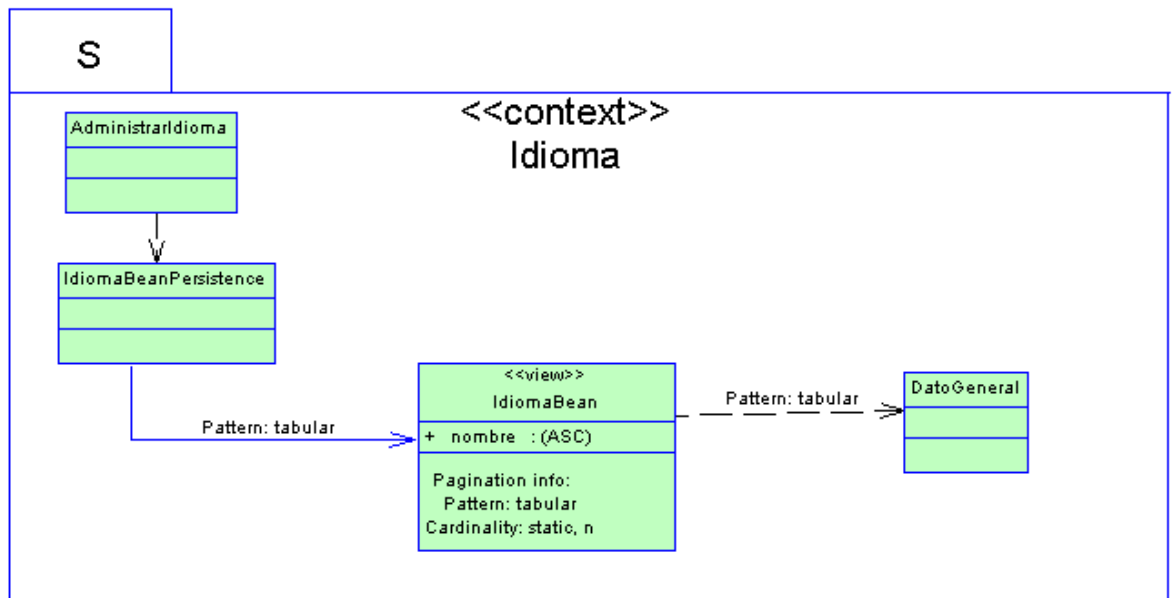 S
<<context>>
Idioma
AdministrarIdioma
IdiomaBeanPersistence
Pattern: tabular
<<view>>
IdiomaBean
+ nombre : (ASC)
Pagination info:
Pattern: tabular
Cardinality: static, n
Pattern: tabular
DatoGeneral